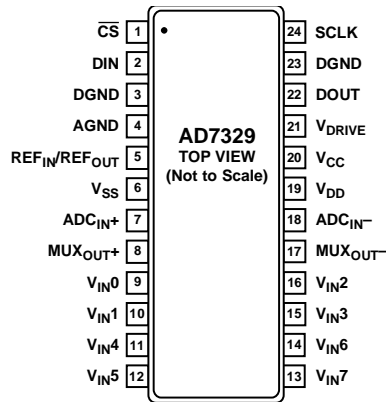 CS 1 24 SCLK
DIN 2 23 DGND
DGND 3 22 DOUT
AGND 4 21 VDRIVE
REFIN/REFOUT 5 20 VCC
VSS 6 19 VDD
ADCIN+ 7 18 ADCIN–
MUXOUT+ 8 17 MUXOUT–
VIN0 9 16 VIN2
VIN1 10 15 VIN3
VIN4 11 14 VIN6
VIN5 12 13 VIN7
AD7329
TOP VIEW
(Not to Scale)